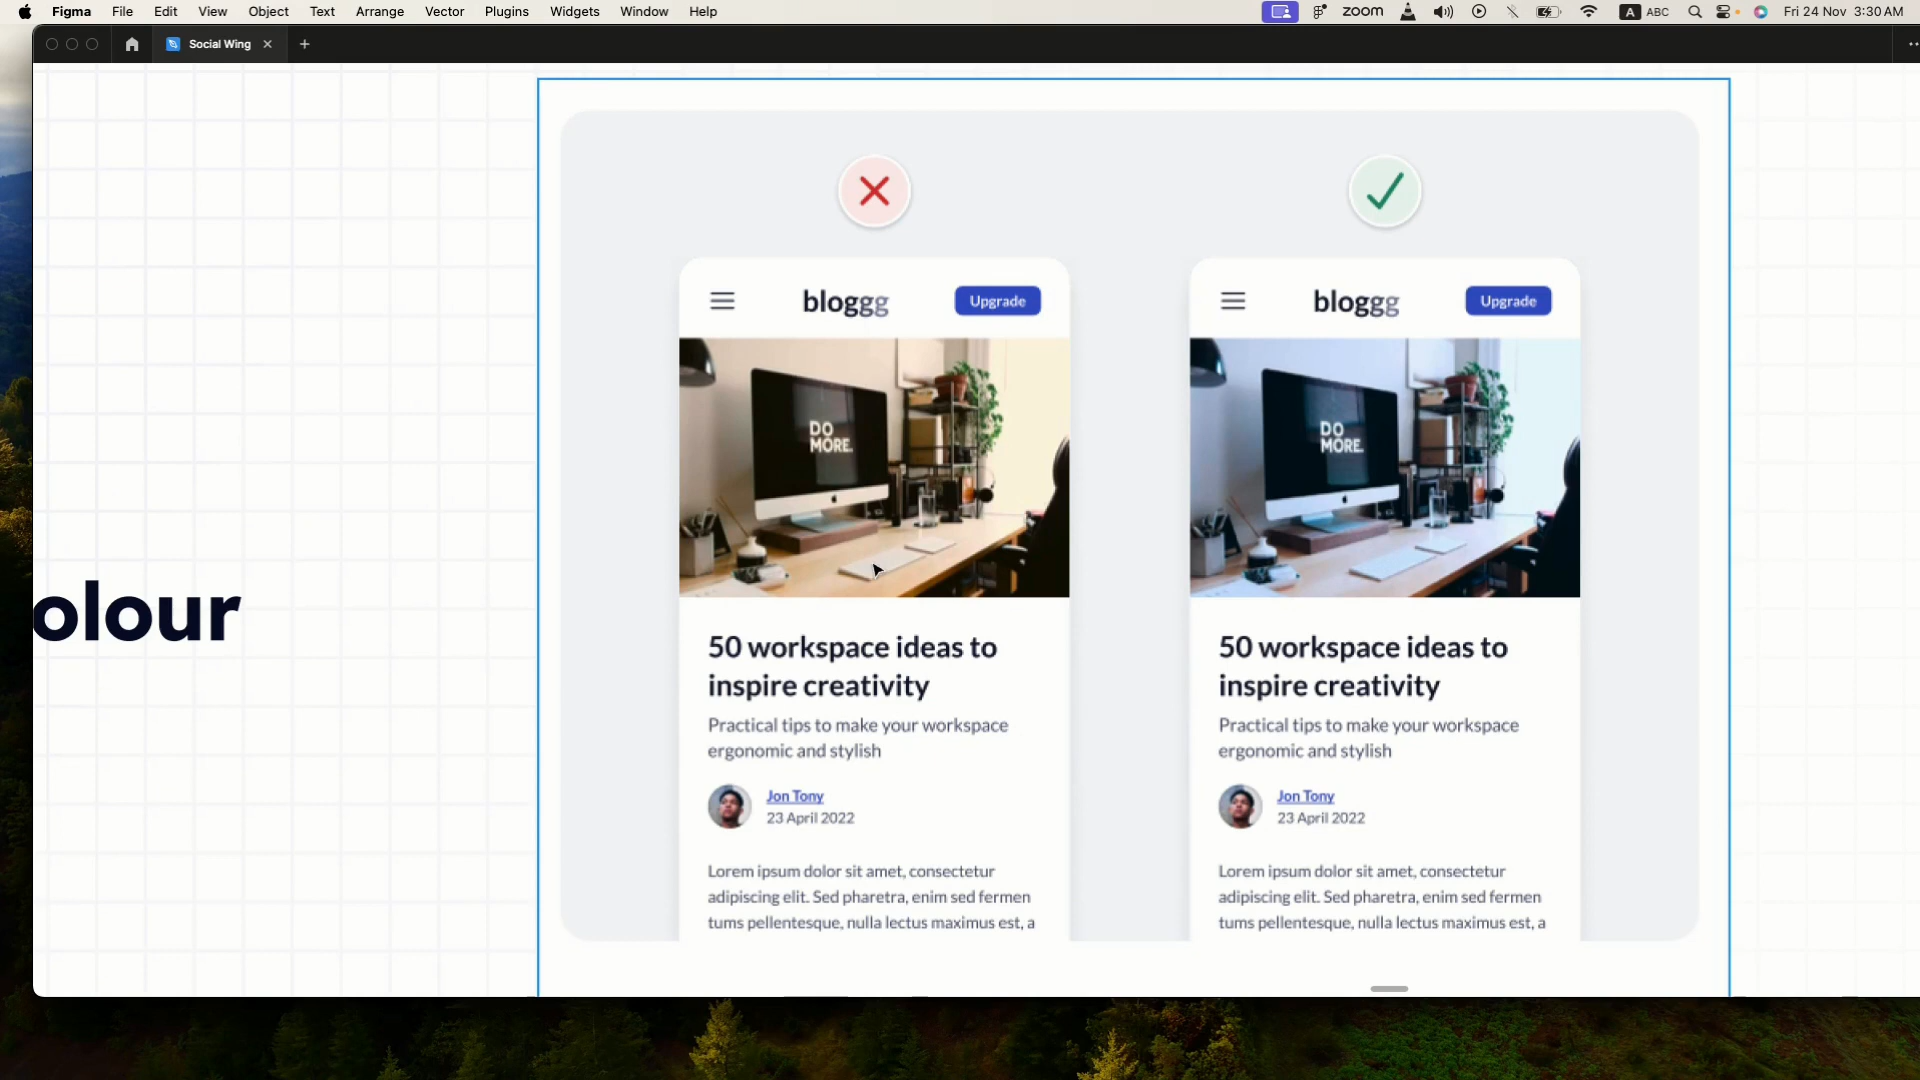 Figma File Edit View Object Text Arrange Vector Plugins Widgets Window Help zoom A ABC Fri 24 Nov 3:30 AM
Social Wing
olour
bloggg
Upgrade
DO
MORE.
50 workspace ideas to
inspire creativity
Practical tips to make your workspace
ergonomic and stylish
Jon Tony
23 April 2022
Lorem ipsum dolor sit amet, consectetur
adipiscing elit. Sed pharetra, enim sed fermen
tums pellentesque, nulla lectus maximus est, a
bloggg
Upgrade
DO
MORE.
50 workspace ideas to
inspire creativity
Practical tips to make your workspace
ergonomic and stylish
Jon Tony
23 April 2022
Lorem ipsum dolor sit amet, consectetur
adipiscing elit. Sed pharetra, enim sed fermen
tums pellentesque, nulla lectus maximus est, a